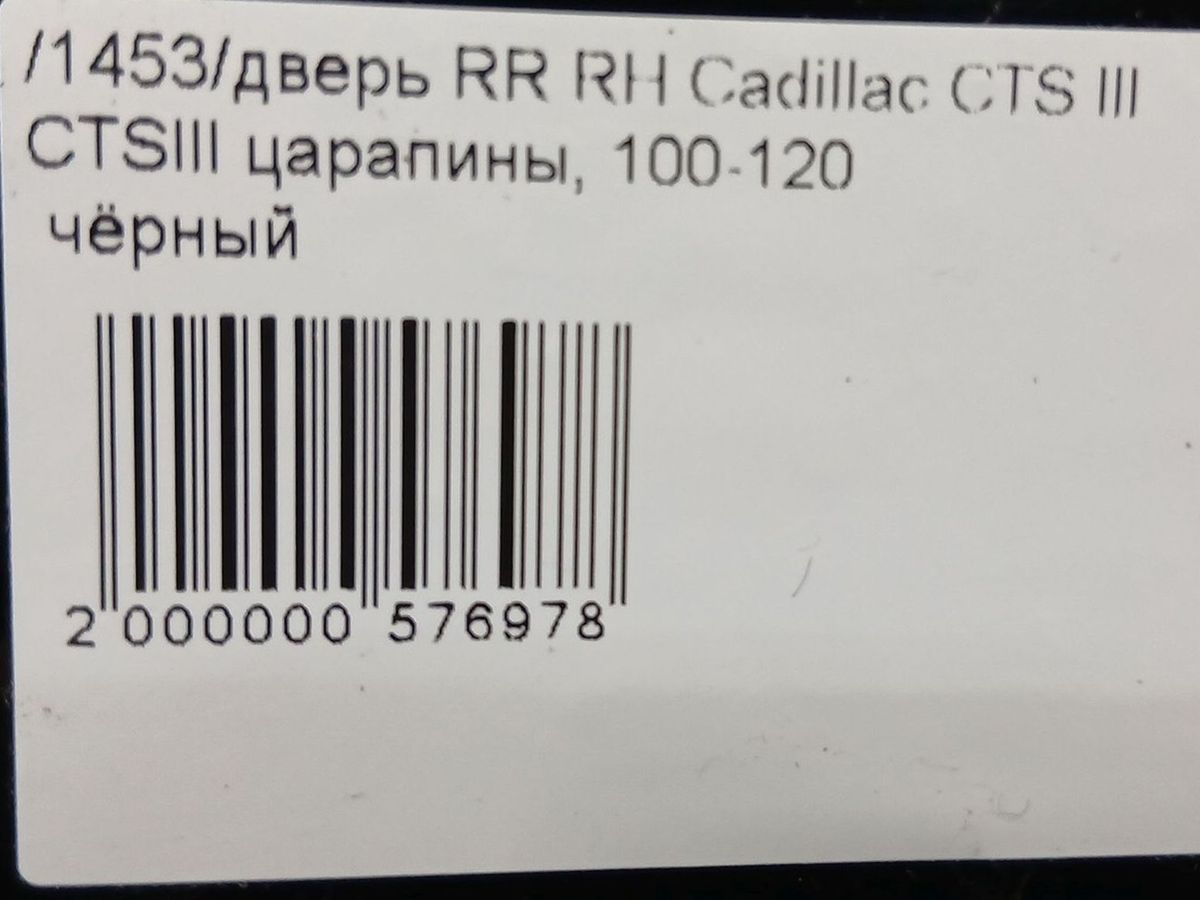 /1453/дверь RR RH Cadillac CTS III
CTSIII царапины, 100-120
чёрный
2 000000 576978